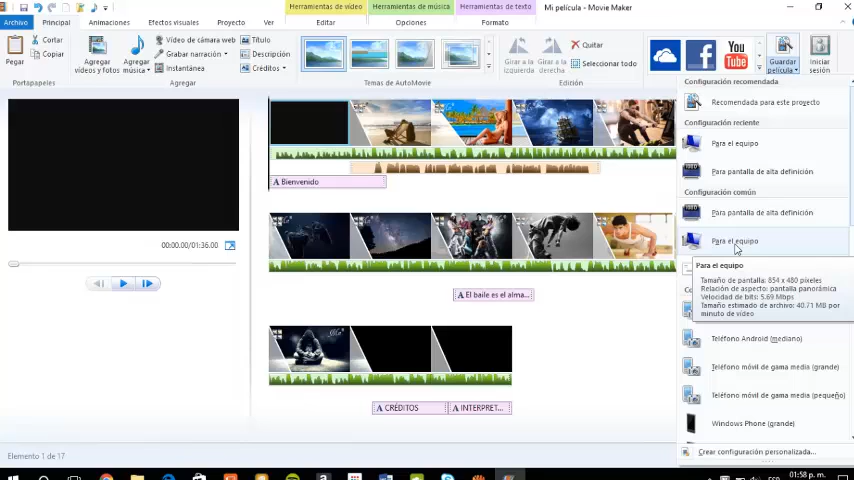 Herramientas de vídeo
Herramientas de música
Herramientas de texto
Mi película - Movie Maker
Archivo
Principal
Animaciones
Efectos visuales
Proyecto
Ver
Editar
Opciones
Formato
Pegar
Cortar
Copiar
Portapapeles
Agregar
vídeos y fotos
Agregar
música
Vídeo de cámara web
Grabar narración
Instantánea
Título
Descripción
Créditos
Agregar
Temas de AutoMovie
Girar a la
izquierda
Girar a la
derecha
Quitar
Seleccionar todo
Edición
You
Tube
Guardar
película
Iniciar
sesión
Configuración recomendada
Recomendada para este proyecto
Configuración reciente
Para el equipo
Para pantalla de alta definición
Configuración común
Para pantalla de alta definición
Para el equipo
Para el equipo
Tamaño de pantalla: 854 x 480 píxeles
Relación de aspecto: pantalla panorámica
Velocidad de bits: 5.69 Mbps
Tamaño estimado de archivo: 40.71 MB por
minuto de vídeo
Teléfono Android (mediano)
Teléfono móvil de gama media (grande)
Teléfono móvil de gama media (pequeño)
Windows Phone (grande)
Crear configuración personalizada...
00:00.00/01:36.00
A Bienvenido
A El baile es el alma...
A CRÉDITOS
A INTERPRET...
Elemento 1 de 17
01:58 p. m.